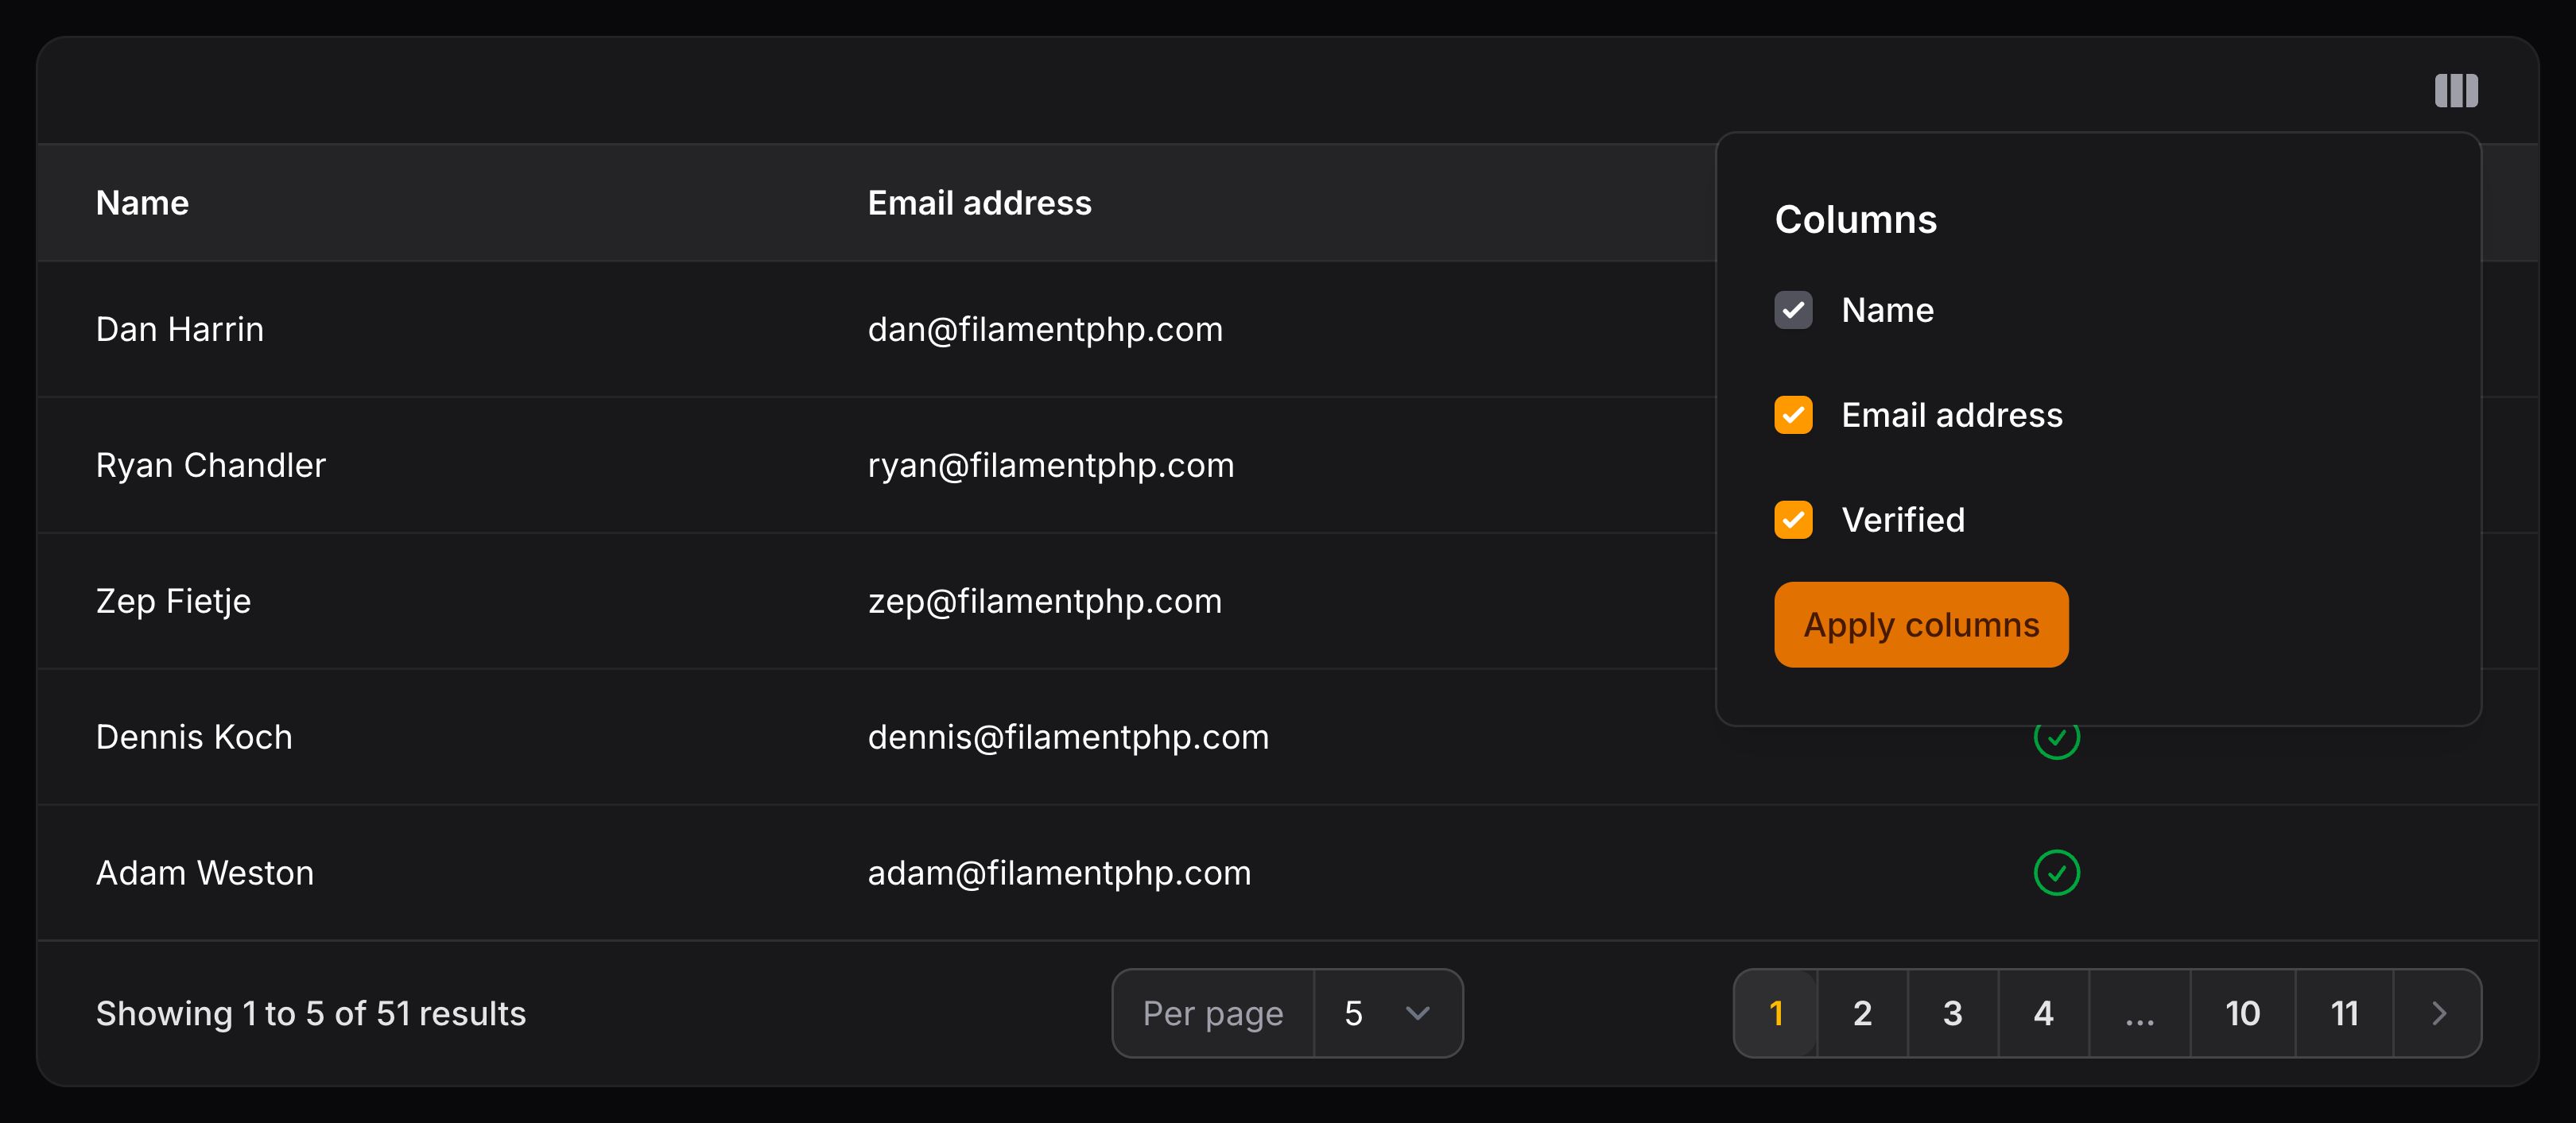 Name
Email address
Columns
Name
Email address
Verified
Apply columns
Dan Harrin
dan@filamentphp.com
Ryan Chandler
ryan@filamentphp.com
Zep Fietje
zep@filamentphp.com
Dennis Koch
dennis@filamentphp.com
Adam Weston
adam@filamentphp.com
Showing 1 to 5 of 51 results
Per page
5
1
2
3
4
...
10
11